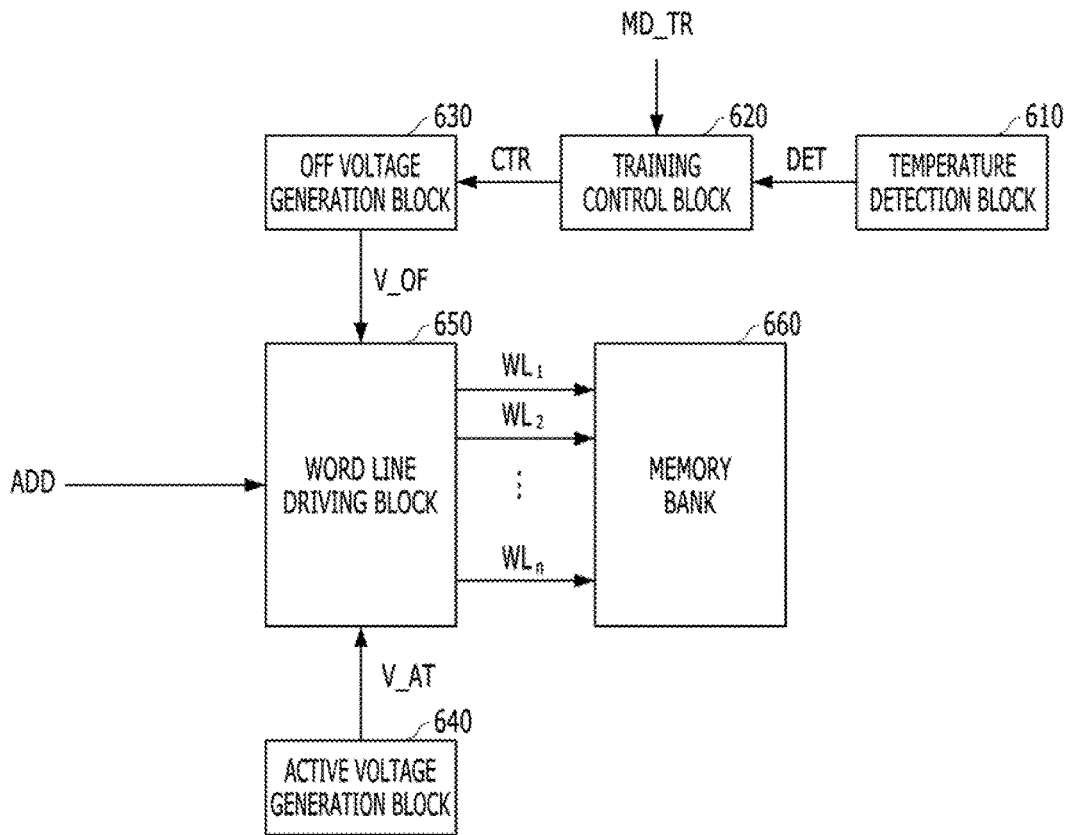 MD_TR
630
620
610
OFF VOLTAGE
GENERATION BLOCK
CTR
TRAINING
CONTROL BLOCK
DET
TEMPERATURE
DETECTION BLOCK
V_OF
650
660
WL₁
WL₂
ADD
WORD LINE
DRIVING BLOCK
⋮
MEMORY
BANK
WLₙ
V_AT
640
ACTIVE VOLTAGE
GENERATION BLOCK